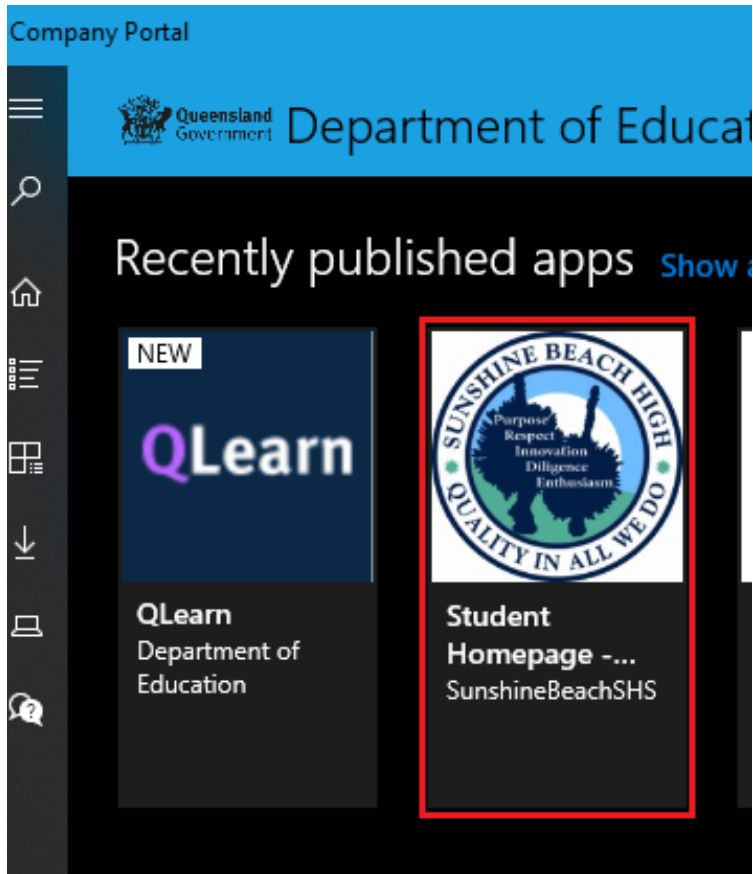 Company Portal
Queensland
Government
Department of Educat
Recently published apps Show a
NEW
QLearn
SUNSHINE BEACH HIGH
Purpose
Respect
Innovation
Diligence
Enthusiasm
QUALITY IN ALL WE DO
QLearn
Department of
Education
Student
Homepage -...
SunshineBeachSHS